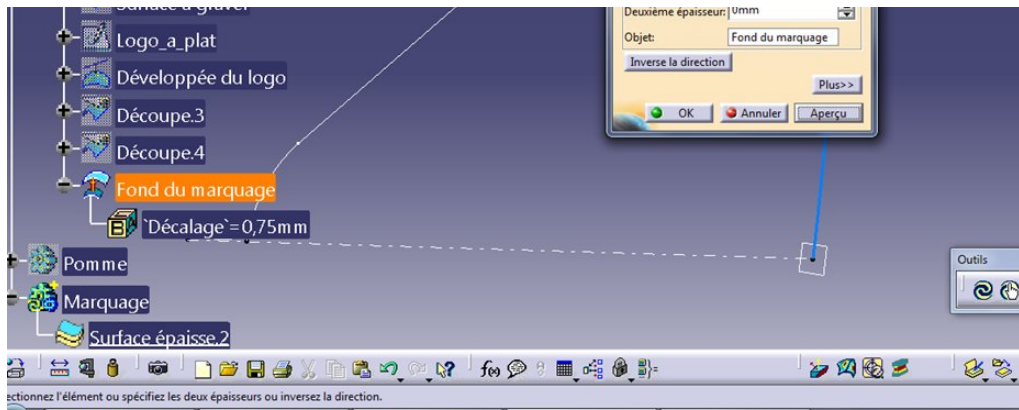 Surface à graver
Logo_a_plat
Développée du logo
Découpe.3
Découpe.4
Fond du marquage
`Décalage`=0,75mm
Pomme
Marquage
Surface épaisse.2
Deuxième épaisseur: 0mm
Objet: Fond du marquage
Inverse la direction
Plus>>
OK Annuler Aperçu
Outils
f(x)
ectionnez l'élément ou spécifiez les deux épaisseurs ou inversez la direction.